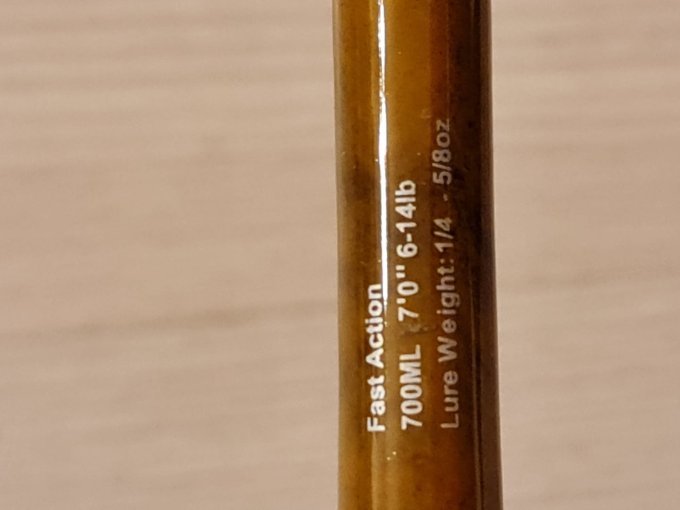 Fast Action
700ML 7'0" 6-14lb
Lure Weight: 1/4 - 5/8oz